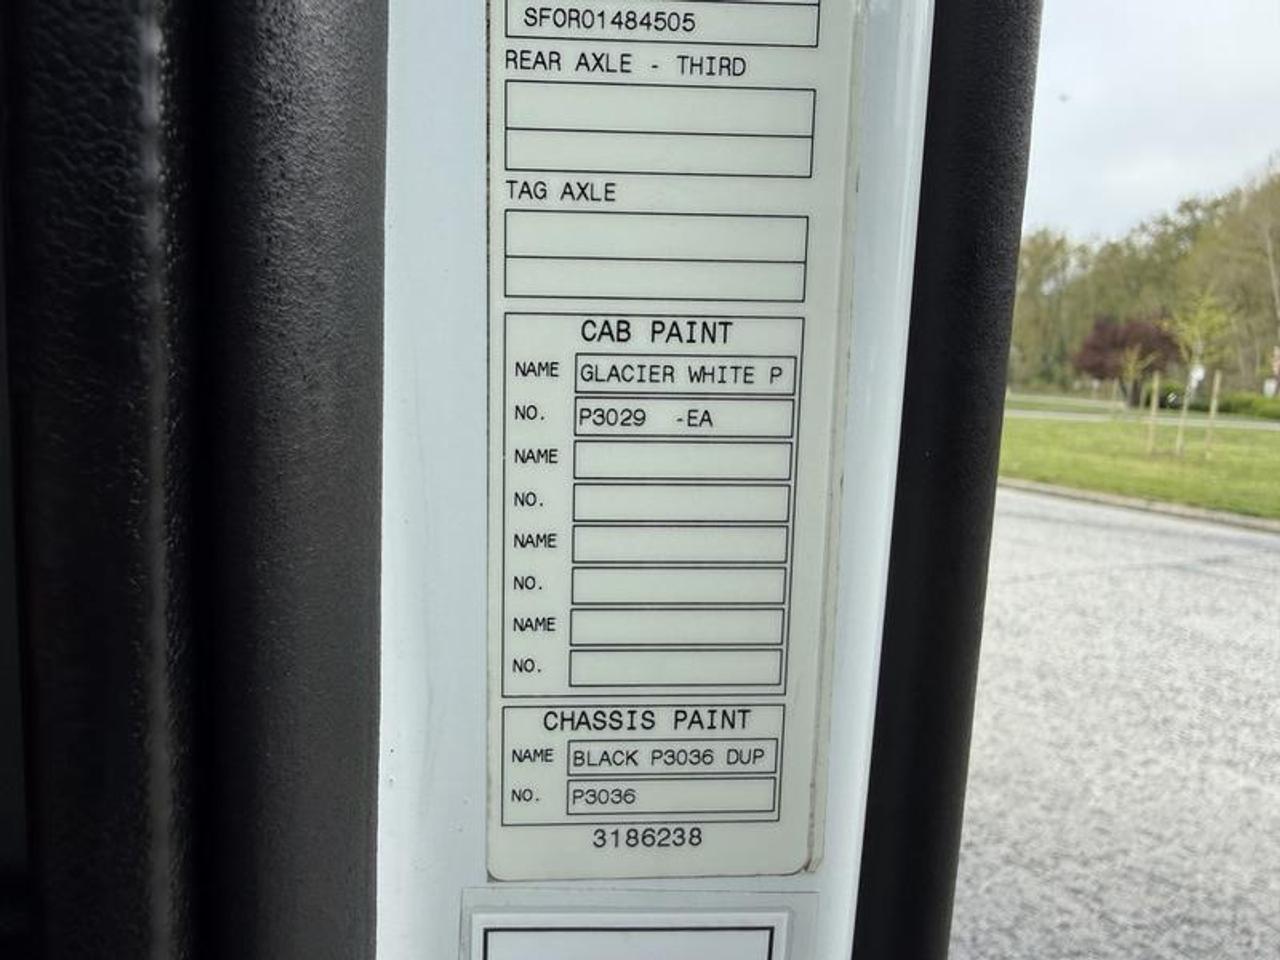 SFOR01484505
REAR AXLE - THIRD
TAG AXLE
CAB PAINT
NAME GLACIER WHITE P
NO. P3029 -EA
NAME
NO.
NAME
NO.
NAME
NO.
CHASSIS PAINT
NAME BLACK P3036 DUP
NO. P3036
3186238